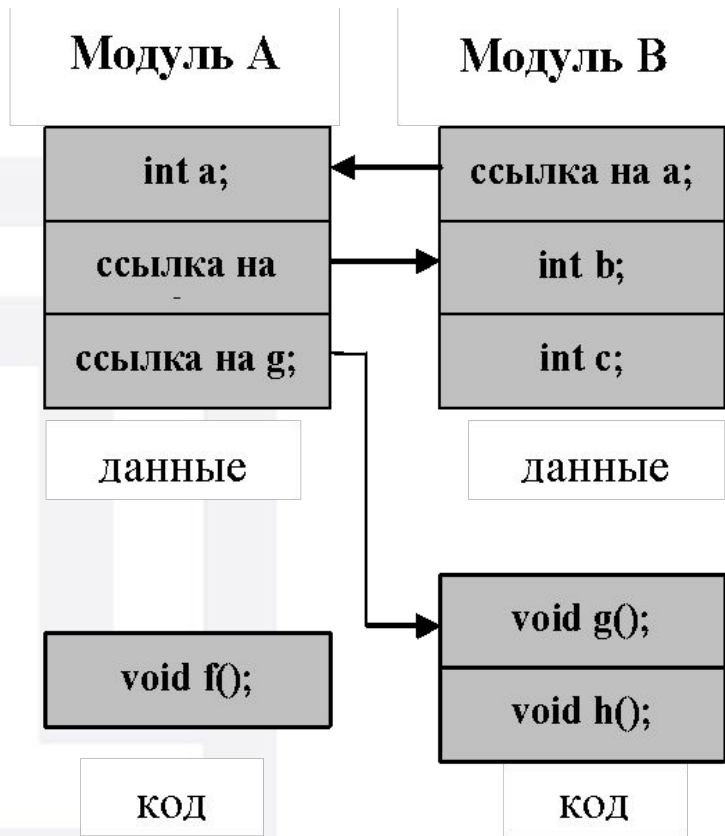 Модуль А
Модуль В
int a;
ссылка на a;
ссылка на
int b;
ссылка на g;
int c;
данные
данные
void g();
void f();
void h();
код
код